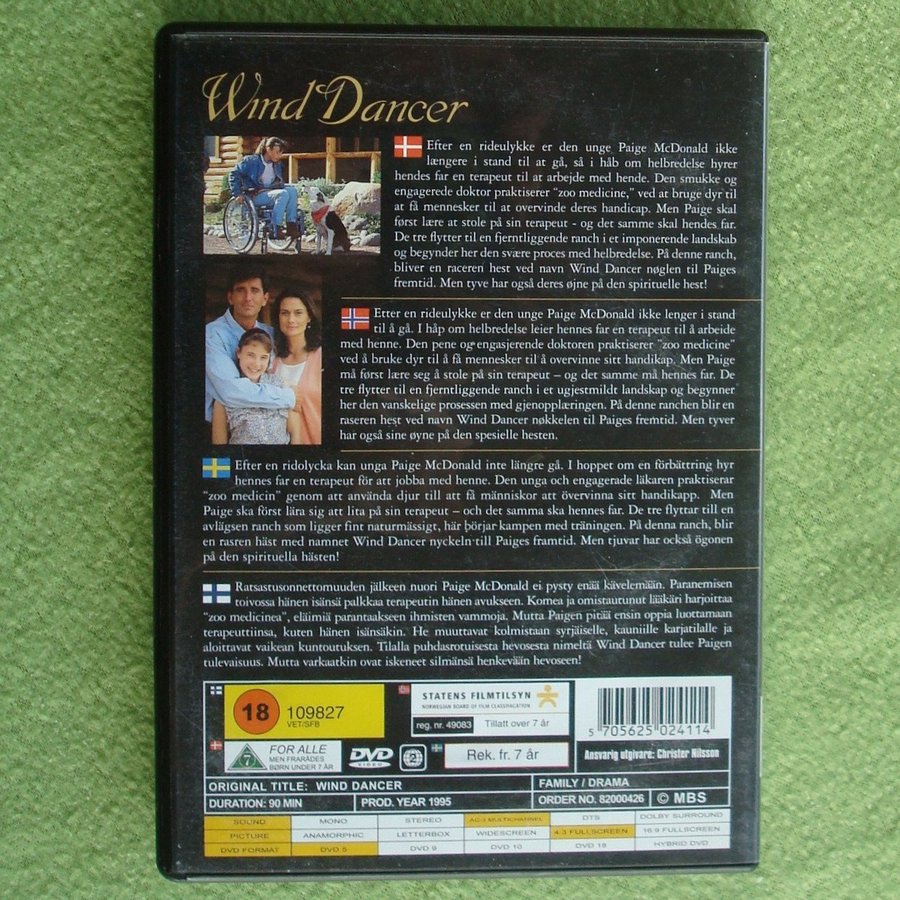 Wind Dancer
Efter en rideulykke er den unge Paige McDonald ikke
længere i stand til at gå, så i håb om helbredelse hyrer
hendes far en terapeut til at arbejde med hende. Den smukke og
engagerede doktor praktiserer "zoo medicine," ved at bruge dyr til
at få mennesker til at overvinde deres handicap. Men Paige skal
først lære at stole på sin terapeut - og det samme skal hendes far.
De tre flytter til en fjerntliggende ranch i et imponerende landskab
og begynder her den svære proces med helbredelse. På denne ranch,
bliver en raceren hest ved navn Wind Dancer nøglen til Paiges
fremtid. Men tyve har også deres øjne på den spirituelle hest!
Etter en rideulykke er den unge Paige McDonald ikke lenger i stand
til å gå. I håp om helbredelse leier hennes far en terapeut til å arbeide
med henne. Den pene og engasjerende doktoren praktiserer "zoo medicine"
ved å bruke dyr til å få mennesker til å overvinne sitt handikap. Men Paige
må først lære seg å stole på sin terapeut – og det samme må hennes far. De
tre flytter til en fjerntliggende ranch i et ugjestmildt landskap og begynner
her den vanskelige prosessen med gjenopplæringen. På denne ranchen blir en
raseren hest ved navn Wind Dancer nøkkelen til Paiges fremtid. Men tyver
har også sine øyne på den spesielle hesten.
Efter en ridolycka kan unga Paige McDonald inte längre gå. I hoppet om en förbättring hyr
hennes far en terapeut för att jobba med henne. Den unga och engagerade läkaren praktiserar
"zoo medicin" genom att använda djur till att få människor att övervinna sitt handikapp. Men
Paige ska först lära sig att lita på sin terapeut – och det samma ska hennes far. De tre flyttar till en
avlägsen ranch som ligger fint naturmässigt, här börjar kampen med träningen. På denna ranch, blir
en rasren häst med namnet Wind Dancer nyckeln till Paiges framtid. Men tjuvar har också ögonen
på den spirituella hästen!
Ratsastusonnettomuuden jälkeen nuori Paige McDonald ei pysty enää kävelemään. Paranemisen
toivossa hänen isänsä palkkaa terapeutin hänen avukseen. Komea ja omistautunut lääkäri harjoittaa
"zoo medicinea", eläimiä parantaakseen ihmisten vammoja. Mutta Paigen pitää ensin oppia luottamaan
terapeuttiinsa, kuten hänen isänsäkin. He muuttavat kolmistaan syrjäiselle, kauniille karjatilalle ja
aloittavat vaikean kuntoutuksen. Tilalla puhdasrotuisesta hevosesta nimeltä Wind Dancer tulee Paigen
tulevaisuus. Mutta varkaatkin ovat iskeneet silmänsä henkevään hevoseen!
18 109827
VET/SFB
STATENS FILMTILSYN
NORWEGIAN BOARD OF FILM CLASSIFICATION
reg. nr. 49083 Tillatt over 7 år
5 705625 024114
7 FOR ALLE
MEN FRARÅDES
BØRN UNDER 7 ÅR
DVD
VIDEO
2
Rek. fr. 7 år
Ansvarig utgivare: Christer Nilsson
ORIGINAL TITLE: WIND DANCER FAMILY / DRAMA
DURATION: 90 MIN PROD. YEAR 1995 ORDER NO. 82000426 © MBS
SOUND MONO STEREO AC-3 MULTICHANNEL DTS DOLBY SURROUND
PICTURE ANAMORPHIC LETTERBOX WIDESCREEN 4:3 FULLSCREEN 16:9 FULLSCREEN
DVD FORMAT DVD 5 DVD 9 DVD 10 DVD 18 HYBRID DVD